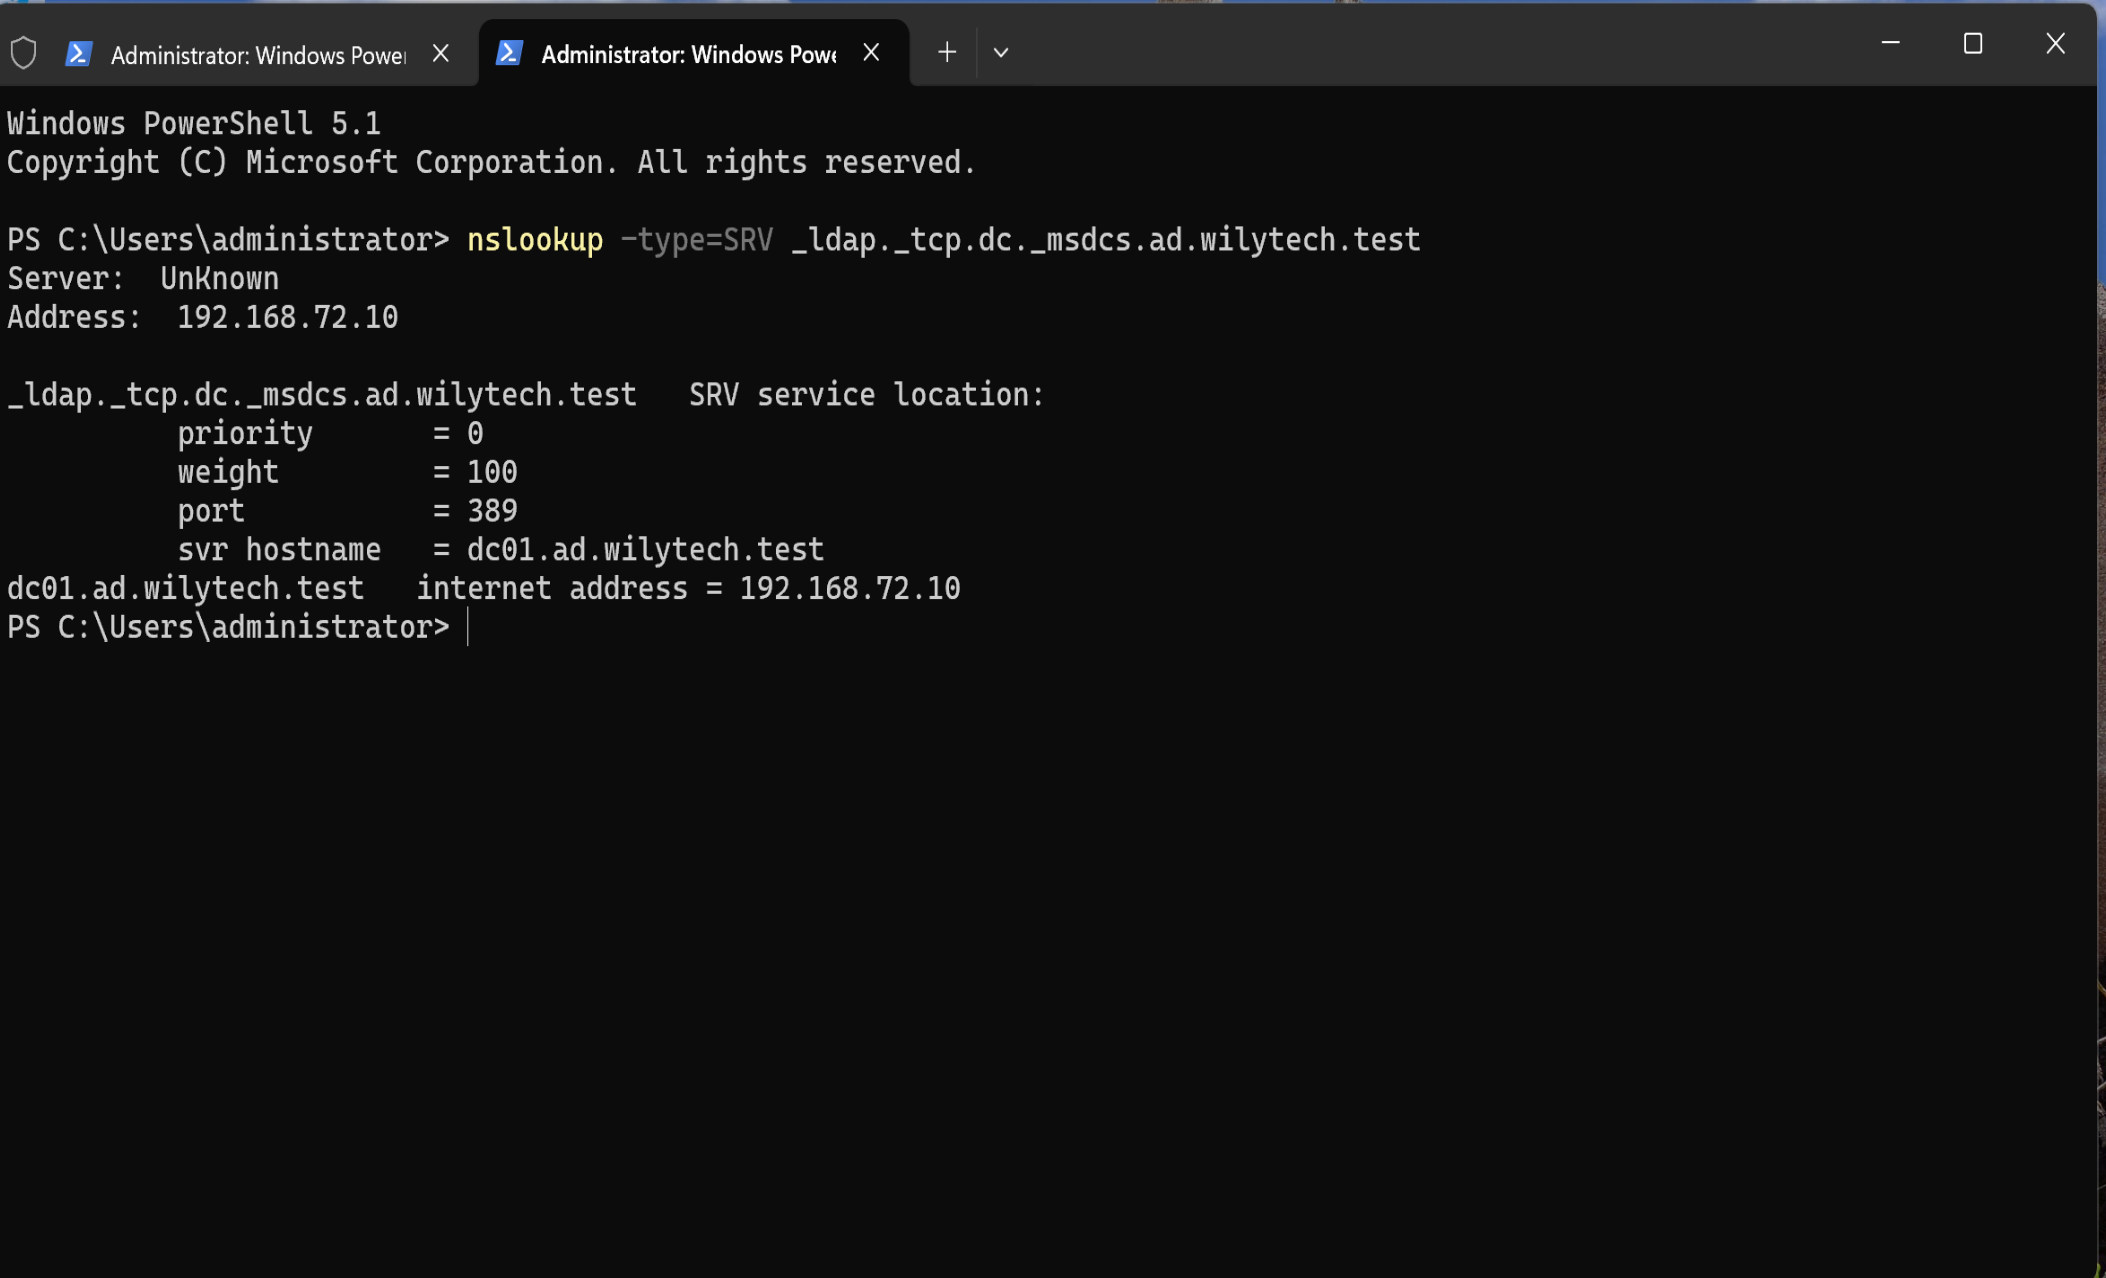 Administrator: Windows Power
Administrator: Windows Powe
Windows PowerShell 5.1
Copyright (C) Microsoft Corporation. All rights reserved.
PS C:\Users\administrator> nslookup -type=SRV _ldap._tcp.dc._msdcs.ad.wilytech.test
Server:  UnKnown
Address:  192.168.72.10
_ldap._tcp.dc._msdcs.ad.wilytech.test   SRV service location:
          priority       = 0
          weight         = 100
          port           = 389
          svr hostname   = dc01.ad.wilytech.test
dc01.ad.wilytech.test   internet address = 192.168.72.10
PS C:\Users\administrator>